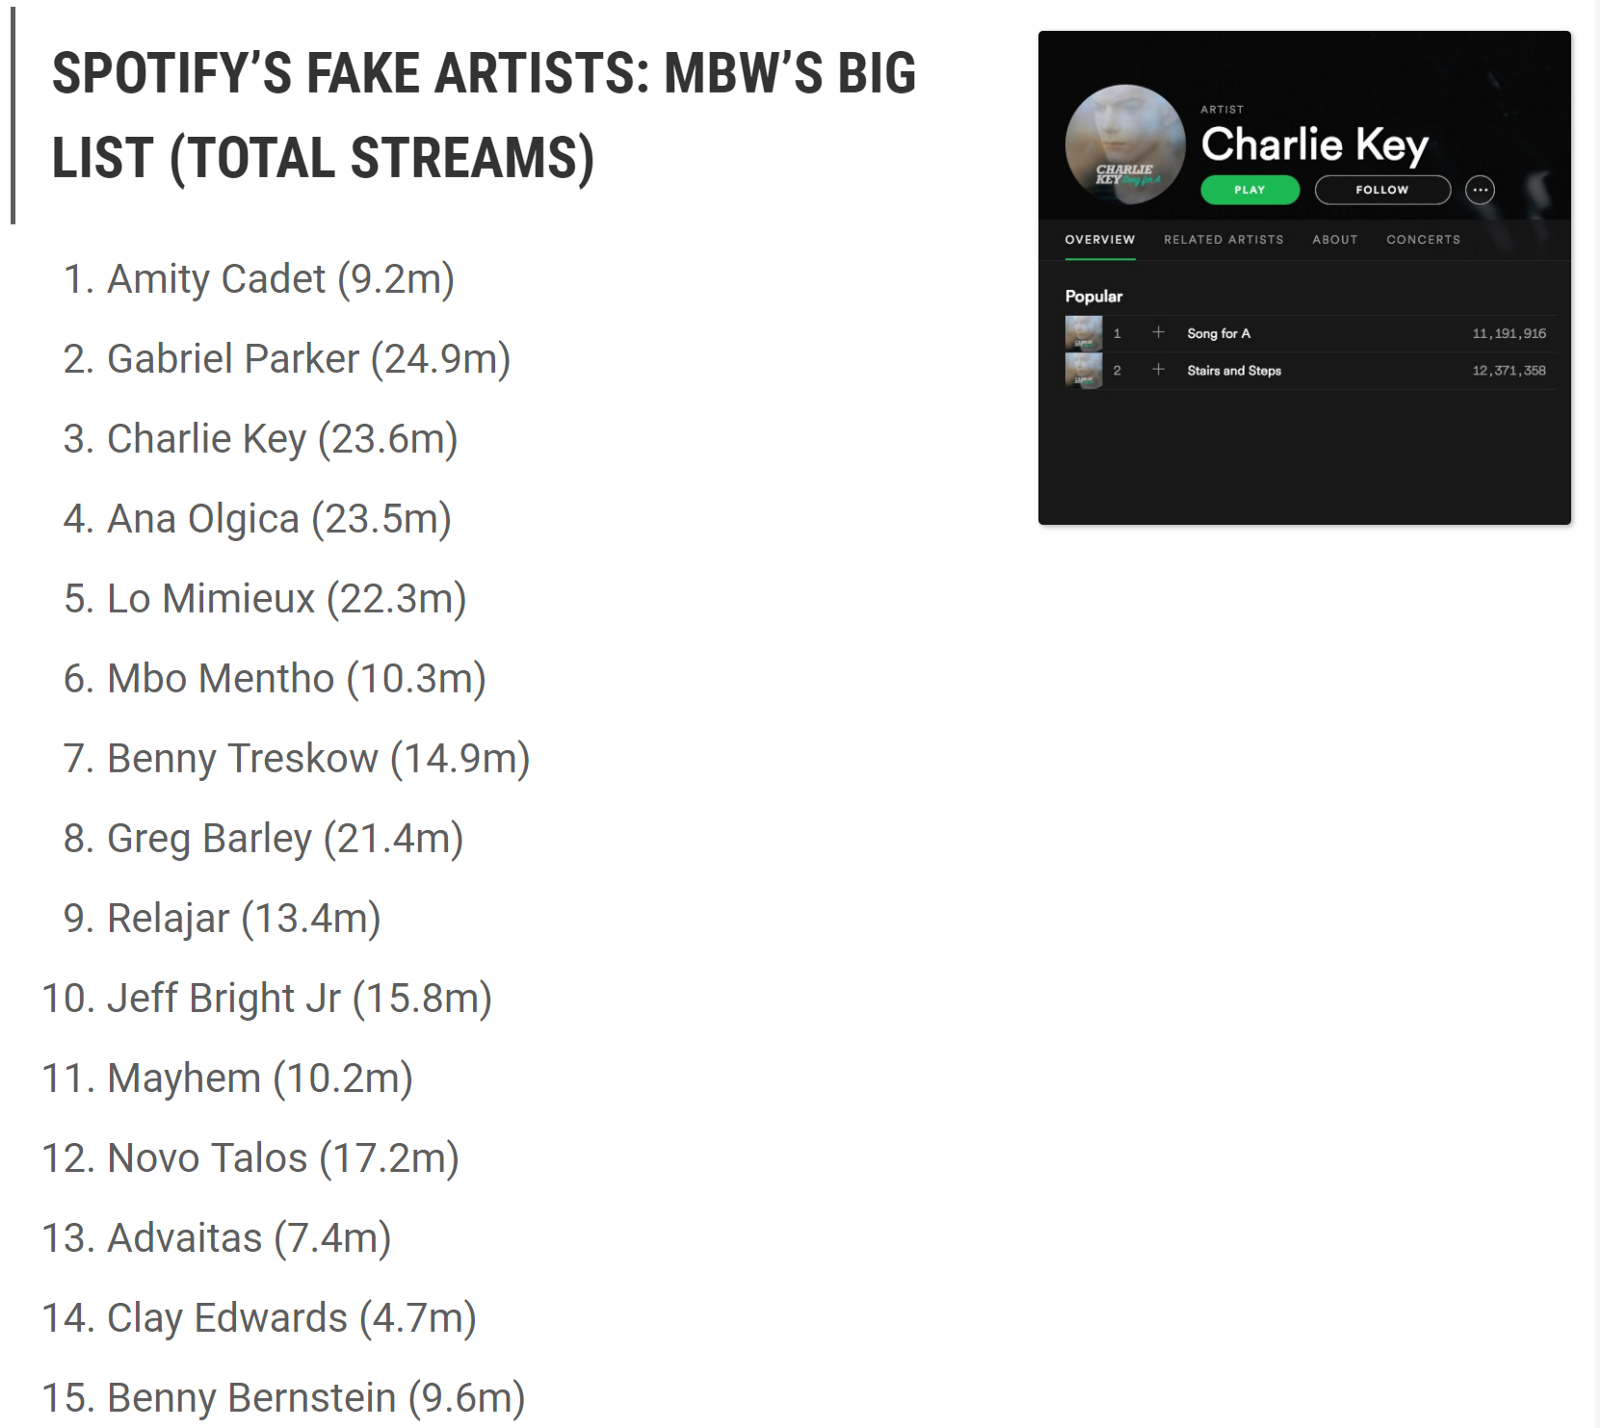 SPOTIFY’S FAKE ARTISTS: MBW’S BIG
LIST (TOTAL STREAMS)
1. Amity Cadet (9.2m)
2. Gabriel Parker (24.9m)
3. Charlie Key (23.6m)
4. Ana Olgica (23.5m)
5. Lo Mimieux (22.3m)
6. Mbo Mentho (10.3m)
7. Benny Treskow (14.9m)
8. Greg Barley (21.4m)
9. Relajar (13.4m)
10. Jeff Bright Jr (15.8m)
11. Mayhem (10.2m)
12. Novo Talos (17.2m)
13. Advaitas (7.4m)
14. Clay Edwards (4.7m)
15. Benny Bernstein (9.6m)
CHARLIE
KEY Song for A
ARTIST
Charlie Key
PLAY FOLLOW
OVERVIEW RELATED ARTISTS ABOUT CONCERTS
Popular
1 + Song for A 11,191,916
2 + Stairs and Steps 12,371,358